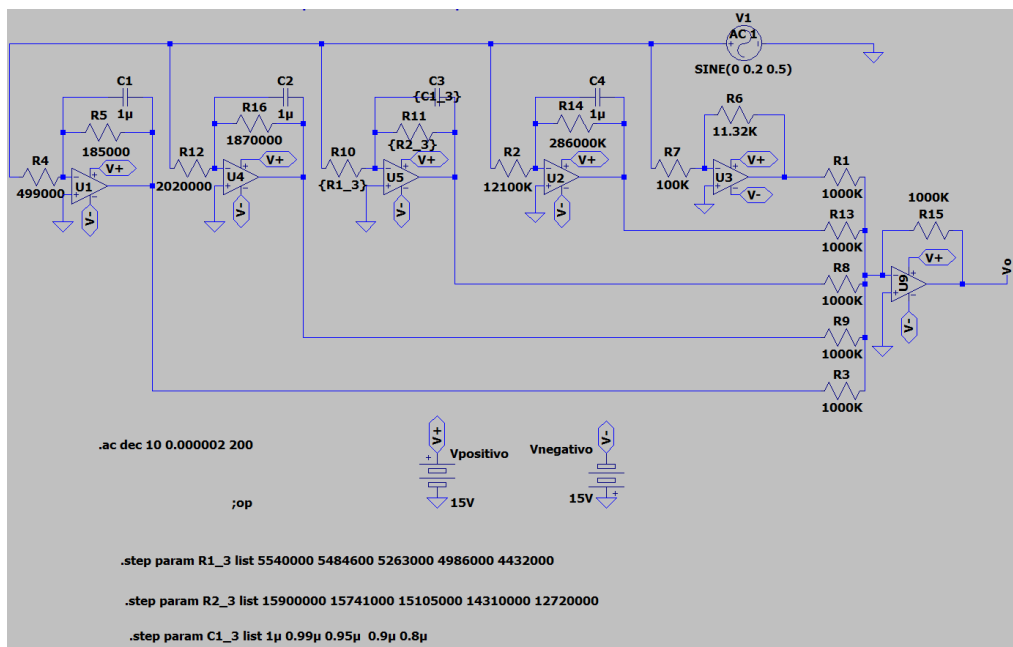 V1
AC 1
SINE(0 0.2 0.5)
C1
1µ
R5
185000
R4
499000
U1
V+
V-
C2
1µ
R16
1870000
R12
2020000
U4
V+
V-
C3
{C1_3}
R11
{R2_3}
R10
{R1_3}
U5
V+
V-
C4
1µ
R14
286000K
R2
12100K
U2
V+
V-
R6
11.32K
R7
100K
U3
V+
V-
R1
1000K
R13
1000K
R8
1000K
R9
1000K
R3
1000K
1000K
R15
V+
U9
V-
Vo
.ac dec 10 0.000002 200
;op
V+
Vpositivo
15V
V-
Vnegativo
15V
.step param R1_3 list 5540000 5484600 5263000 4986000 4432000
.step param R2_3 list 15900000 15741000 15105000 14310000 12720000
.step param C1_3 list 1µ 0.99µ 0.95µ 0.9µ 0.8µ